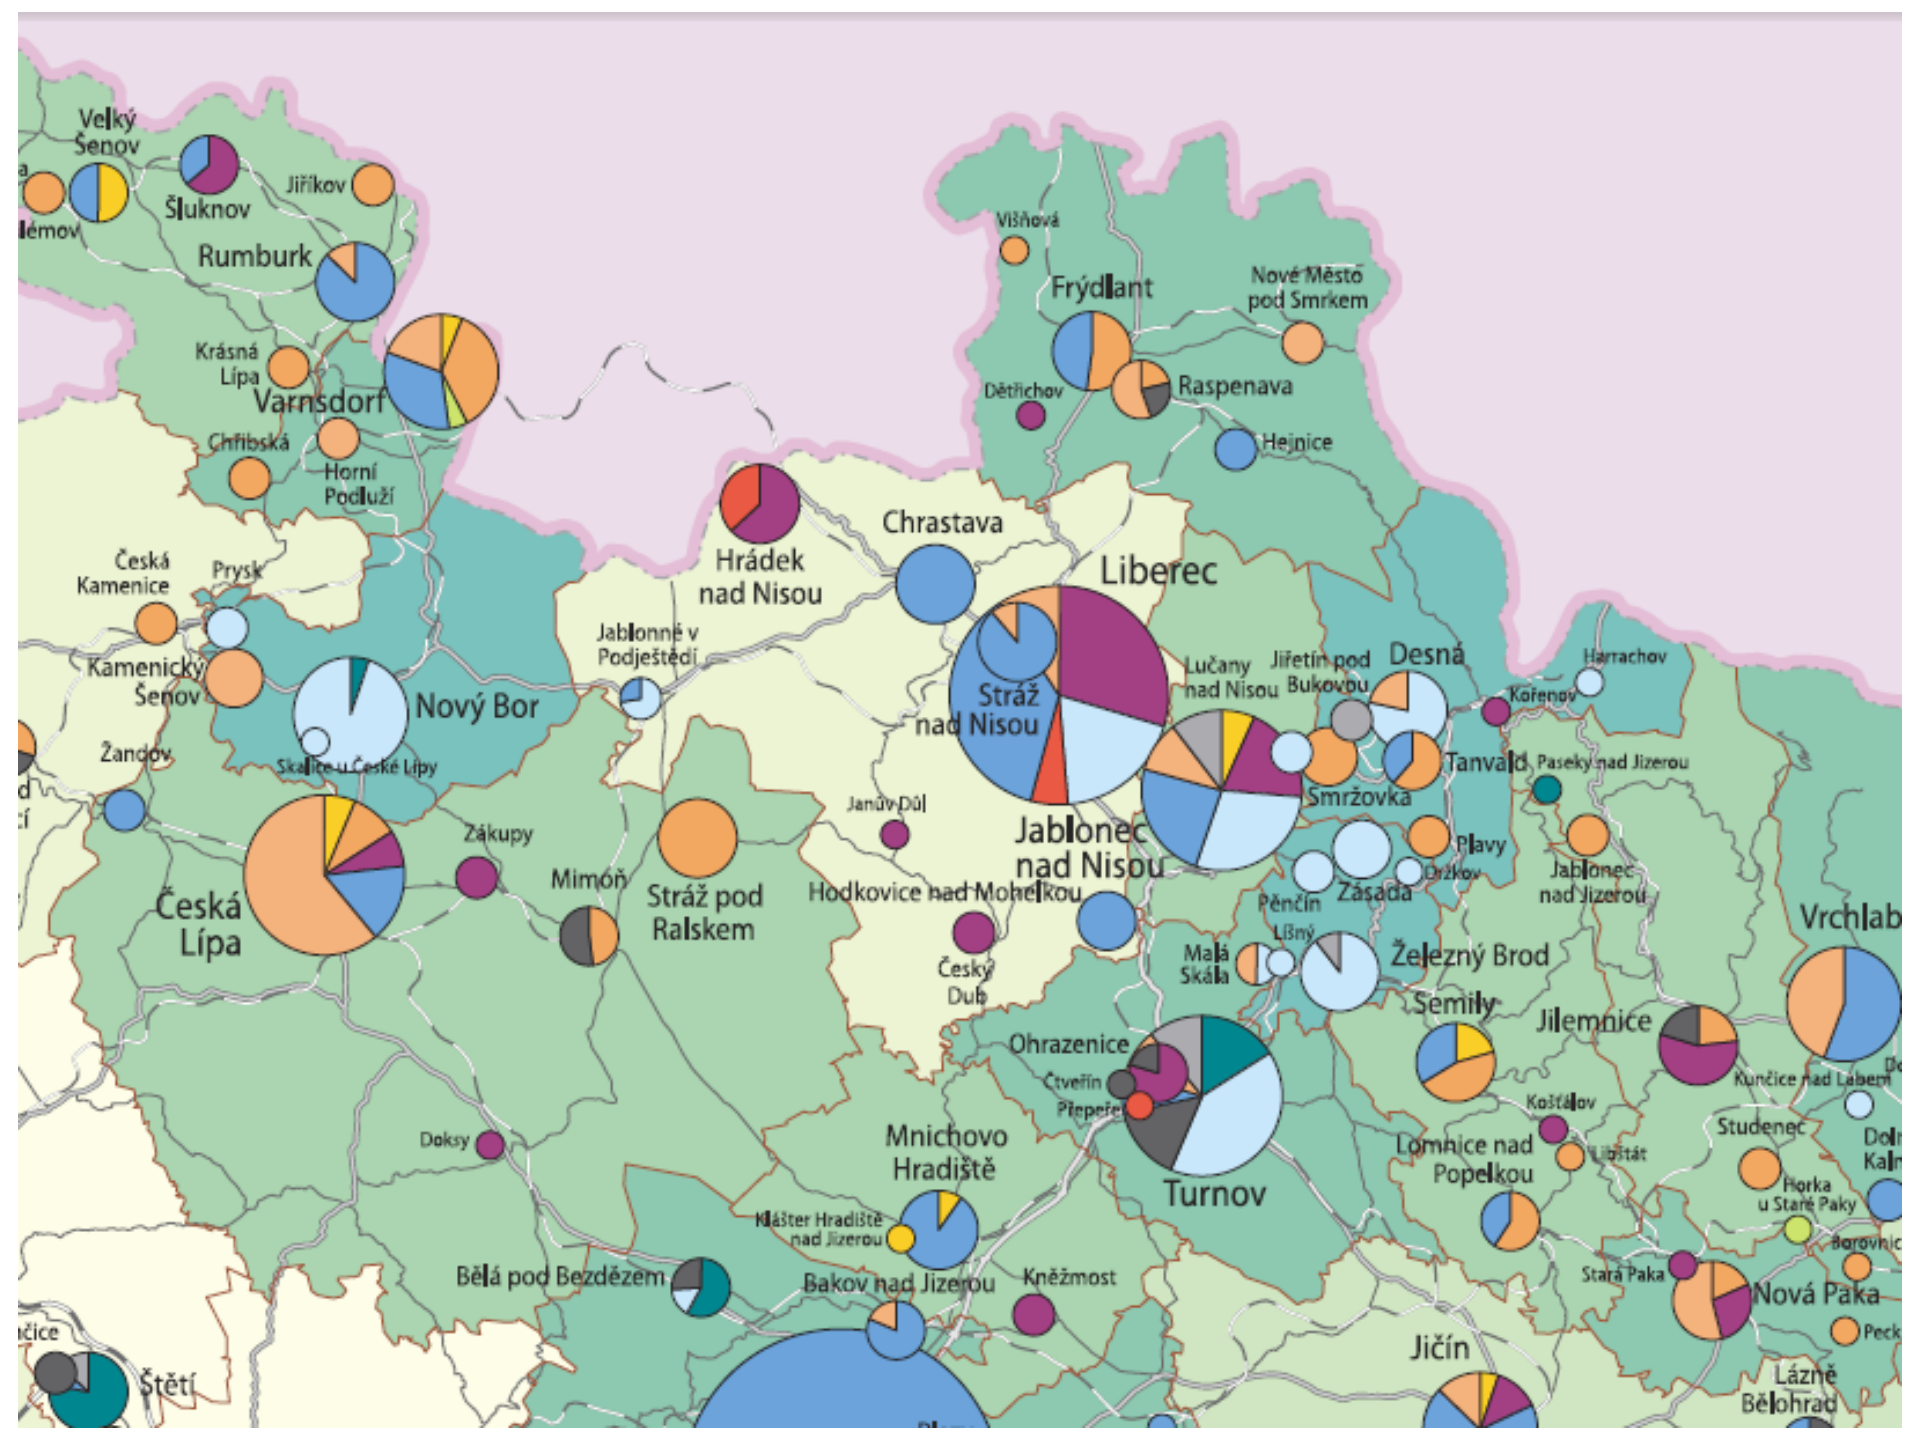 Velký
Šenov
Šluknov
Jiříkov
Rumburk
Krásná
Lípa
Varnsdorf
Chřibská
Horní
Podluží
Višňová
Frýdlant
Nové Město
pod Smrkem
Dětřichov
Raspenava
Hejnice
Hrádek
nad Nisou
Chrastava
Liberec
Česká
Kamenice
Prysk
Kamenický
Šenov
Jablonné v
Podještědí
Stráž
nad Nisou
Lučany
nad Nisou
Jiřetín pod
Bukovou
Desná
Harrachov
Kořenov
Nový Bor
Žandov
Skalice u České Lípy
Tanvald
Paseky nad Jizerou
Smržovka
Janův Důl
Zákupy
Mimoň
Stráž pod
Ralskem
Česká
Lípa
Jablonec
nad Nisou
Hodkovice nad Mohelkou
Plavy
Držkov
Zásada
Pěnčín
Jablonec
nad Jizerou
Český
Dub
Malá
Skála
Líšný
Železný Brod
Vrchlab
Semily
Jilemnice
Ohrazenice
Čtveřín
Přepeře
Turnov
Kunčice nad Labem
Košťálov
Libštát
Studenec
Lomnice nad
Popelkou
Horka
u Staré Paky
Doksy
Mnichovo
Hradiště
Klášter Hradiště
nad Jizerou
Bělá pod Bezdězem
Bakov nad Jizerou
Kněžmost
Stará Paka
Nová Paka
Borovnic
Peck
Jičín
Lázně
Bělohrad
Štětí